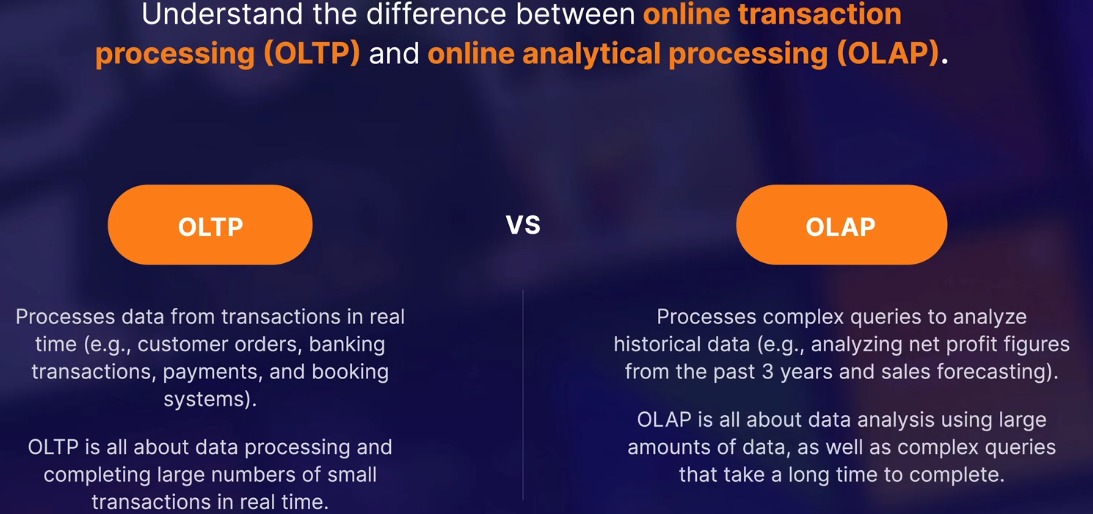 Understand the difference between online transaction
processing (OLTP) and online analytical processing (OLAP).
OLTP
VS
OLAP
Processes data from transactions in real
time (e.g., customer orders, banking
transactions, payments, and booking
systems).
OLTP is all about data processing and
completing large numbers of small
transactions in real time.
Processes complex queries to analyze
historical data (e.g., analyzing net profit figures
from the past 3 years and sales forecasting).
OLAP is all about data analysis using large
amounts of data, as well as complex queries
that take a long time to complete.